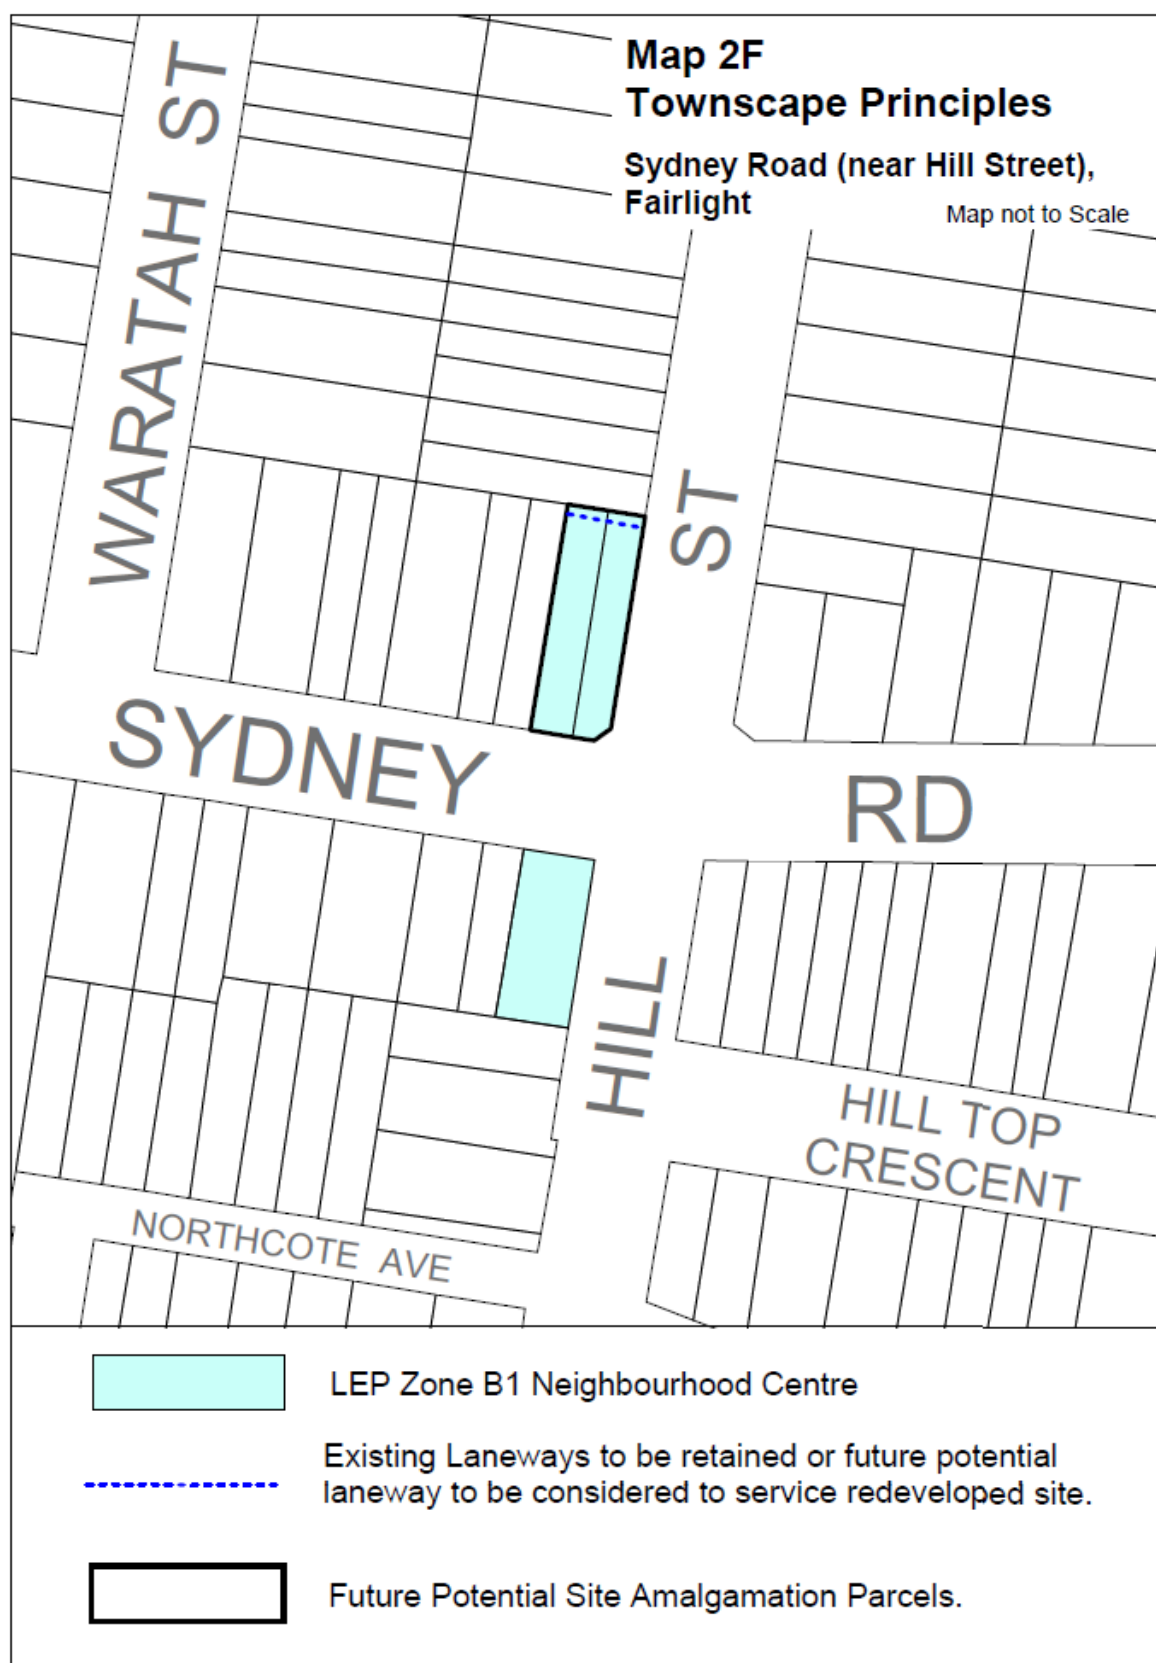 Map 2F
Townscape Principles
Sydney Road (near Hill Street),
Fairlight
Map not to Scale
WARATAH ST
ST
SYDNEY
RD
HILL
HILL TOP
CRESCENT
NORTHCOTE AVE
LEP Zone B1 Neighbourhood Centre
Existing Laneways to be retained or future potential
laneway to be considered to service redeveloped site.
Future Potential Site Amalgamation Parcels.